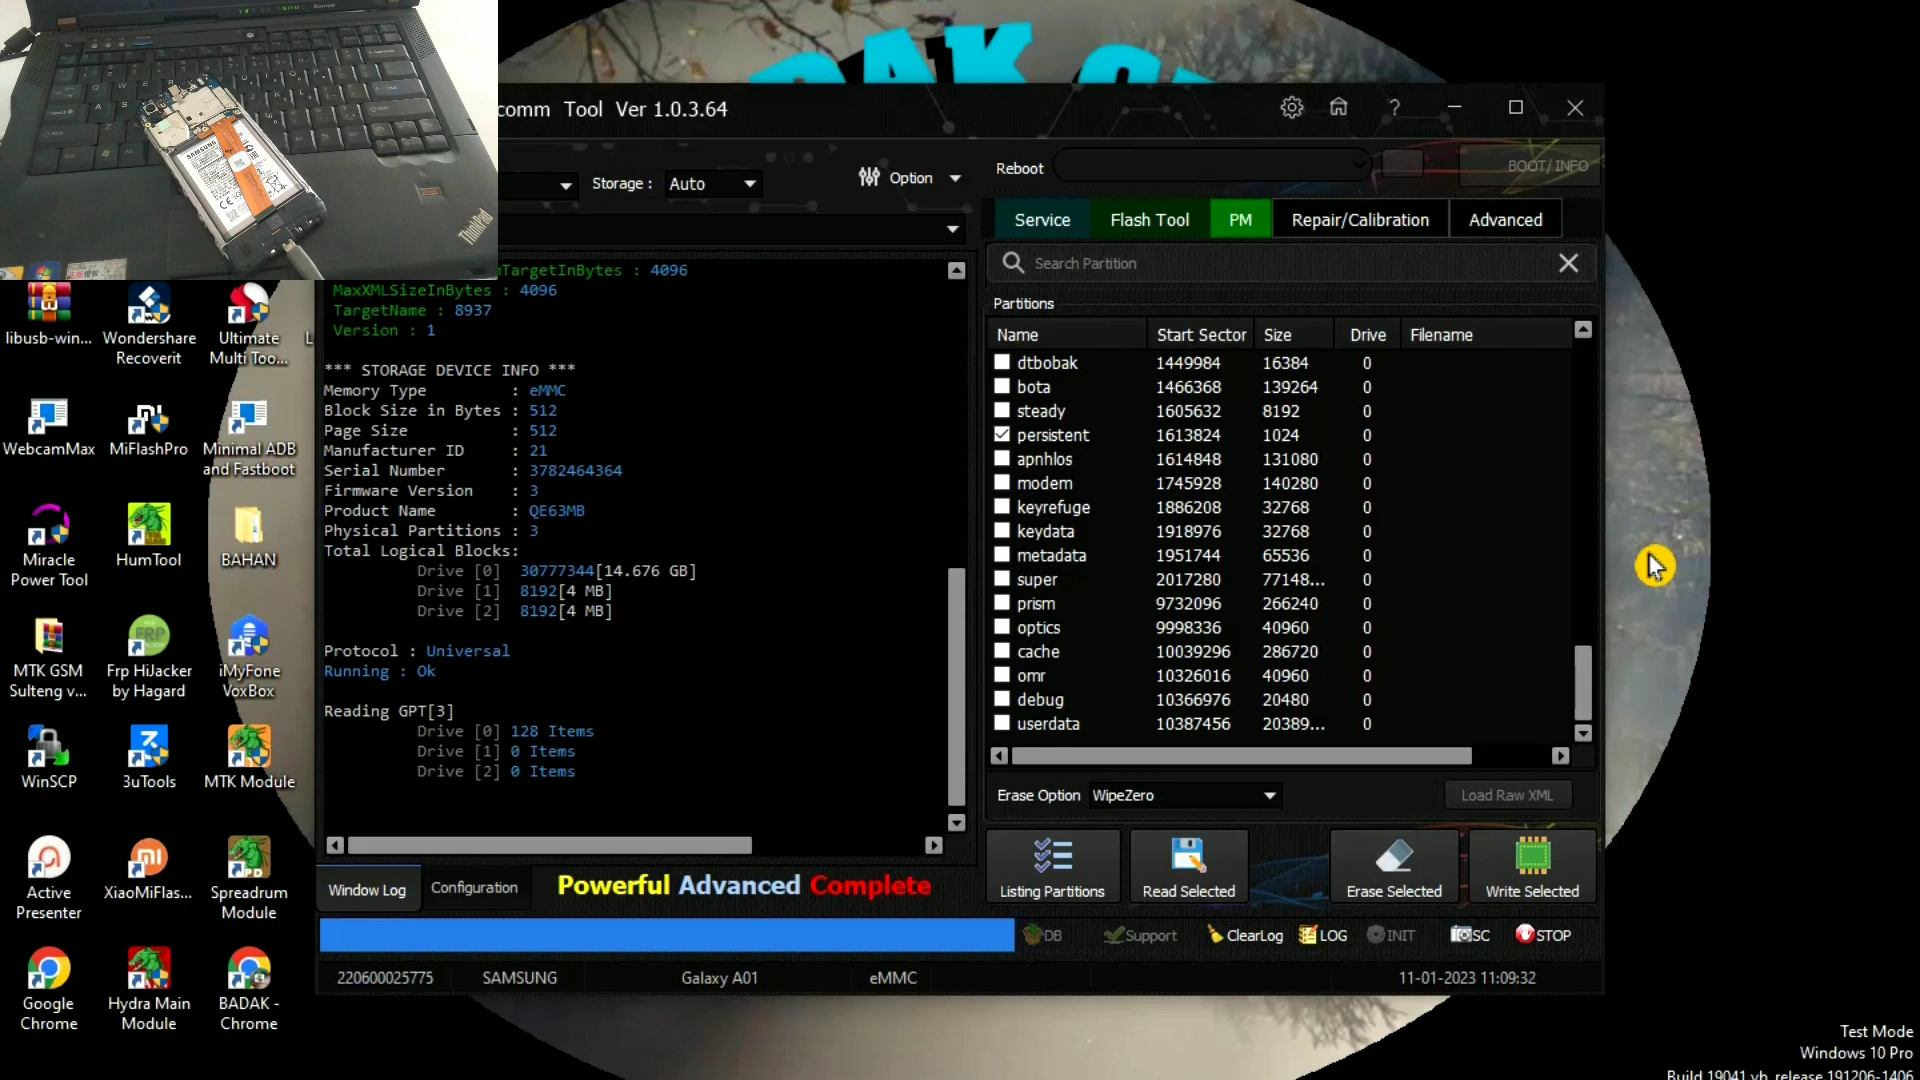 SAMSUNG
ThinkPad
comm Tool Ver 1.0.3.64
Storage : Auto
Option
Reboot
BOOT/ INFO
Service
Flash Tool
PM
Repair/Calibration
Advanced
Search Partition
Partitions
Name Start Sector Size Drive Filename
dtbobak 1449984 16384 0
bota 1466368 139264 0
steady 1605632 8192 0
persistent 1613824 1024 0
apnhlos 1614848 131080 0
modem 1745928 140280 0
keyrefuge 1886208 32768 0
keydata 1918976 32768 0
metadata 1951744 65536 0
super 2017280 77148... 0
prism 9732096 266240 0
optics 9998336 40960 0
cache 10039296 286720 0
omr 10326016 40960 0
debug 10366976 20480 0
userdata 10387456 20389... 0
Erase Option WipeZero
Load Raw XML
Listing Partitions
Read Selected
Erase Selected
Write Selected
TargetInBytes : 4096
MaxXMLSizeInBytes : 4096
TargetName : 8937
Version : 1
*** STORAGE DEVICE INFO ***
Memory Type : eMMC
Block Size in Bytes : 512
Page Size : 512
Manufacturer ID : 21
Serial Number : 3782464364
Firmware Version : 3
Product Name : QE63MB
Physical Partitions : 3
Total Logical Blocks:
Drive [0] 30777344[14.676 GB]
Drive [1] 8192[4 MB]
Drive [2] 8192[4 MB]
Protocol : Universal
Running : Ok
Reading GPT[3]
Drive [0] 128 Items
Drive [1] 0 Items
Drive [2] 0 Items
Window Log
Configuration
Powerful Advanced Complete
DB
Support
ClearLog
LOG
INIT
SC
STOP
220600025775 SAMSUNG Galaxy A01 eMMC 11-01-2023 11:09:32
libusb-win...
Wondershare
Recoverit
Ultimate
Multi Too...
L
WebcamMax
MiFlashPro
Minimal ADB
and Fastboot
Miracle
Power Tool
HumTool
BAHAN
MTK GSM
Sulteng v...
FRP
Frp HiJacker
by Hagard
iMyFone
VoxBox
WinSCP
3uTools
MTK Module
Active
Presenter
XiaoMiFlas...
Spreadrum
Module
Google
Chrome
Hydra Main
Module
BADAK -
Chrome
Test Mode
Windows 10 Pro
Build 19041.vb_release.191206-1406